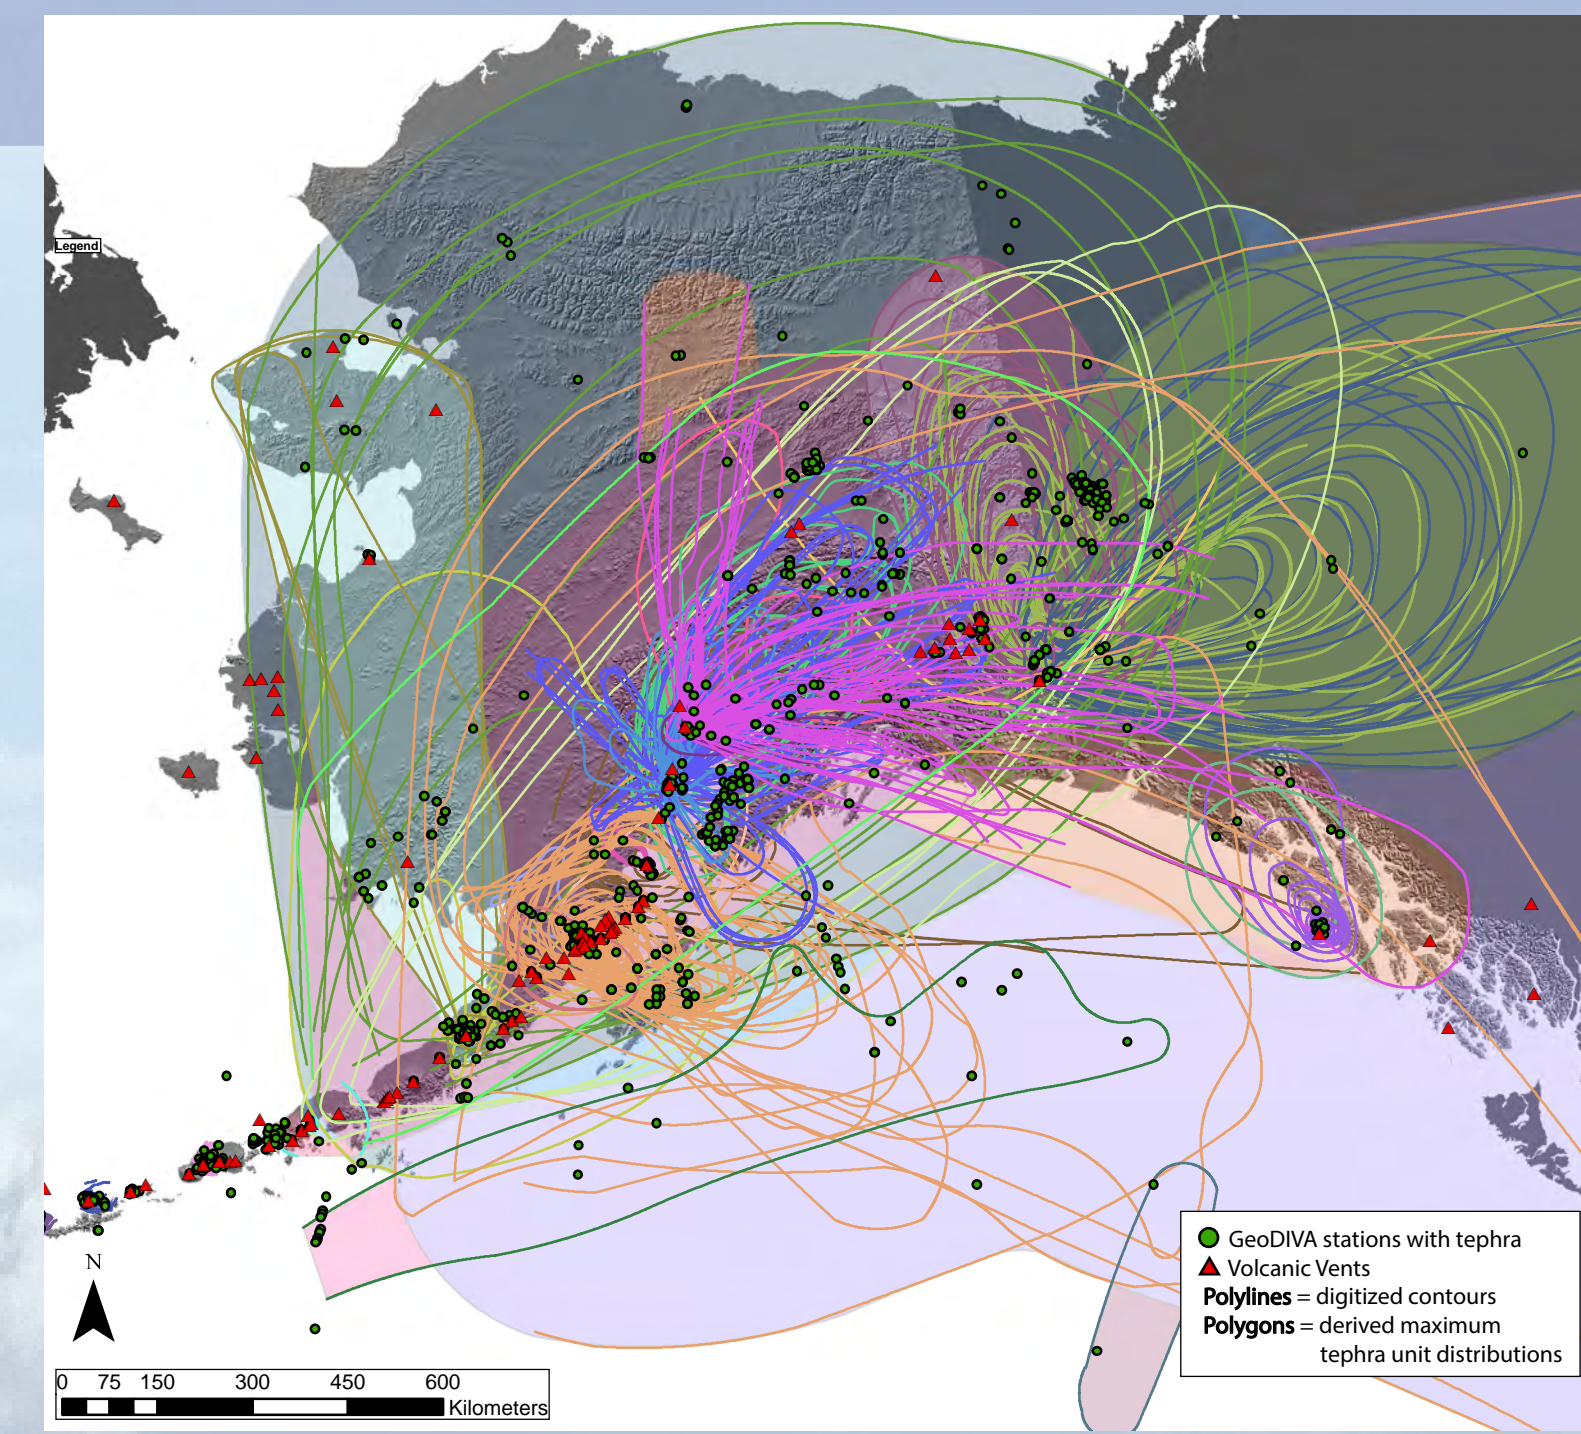 Legend
N
0 75 150 300 450 600
Kilometers
GeoDIVA stations with tephra
Volcanic Vents
Polylines = digitized contours
Polygons = derived maximum
tephra unit distributions